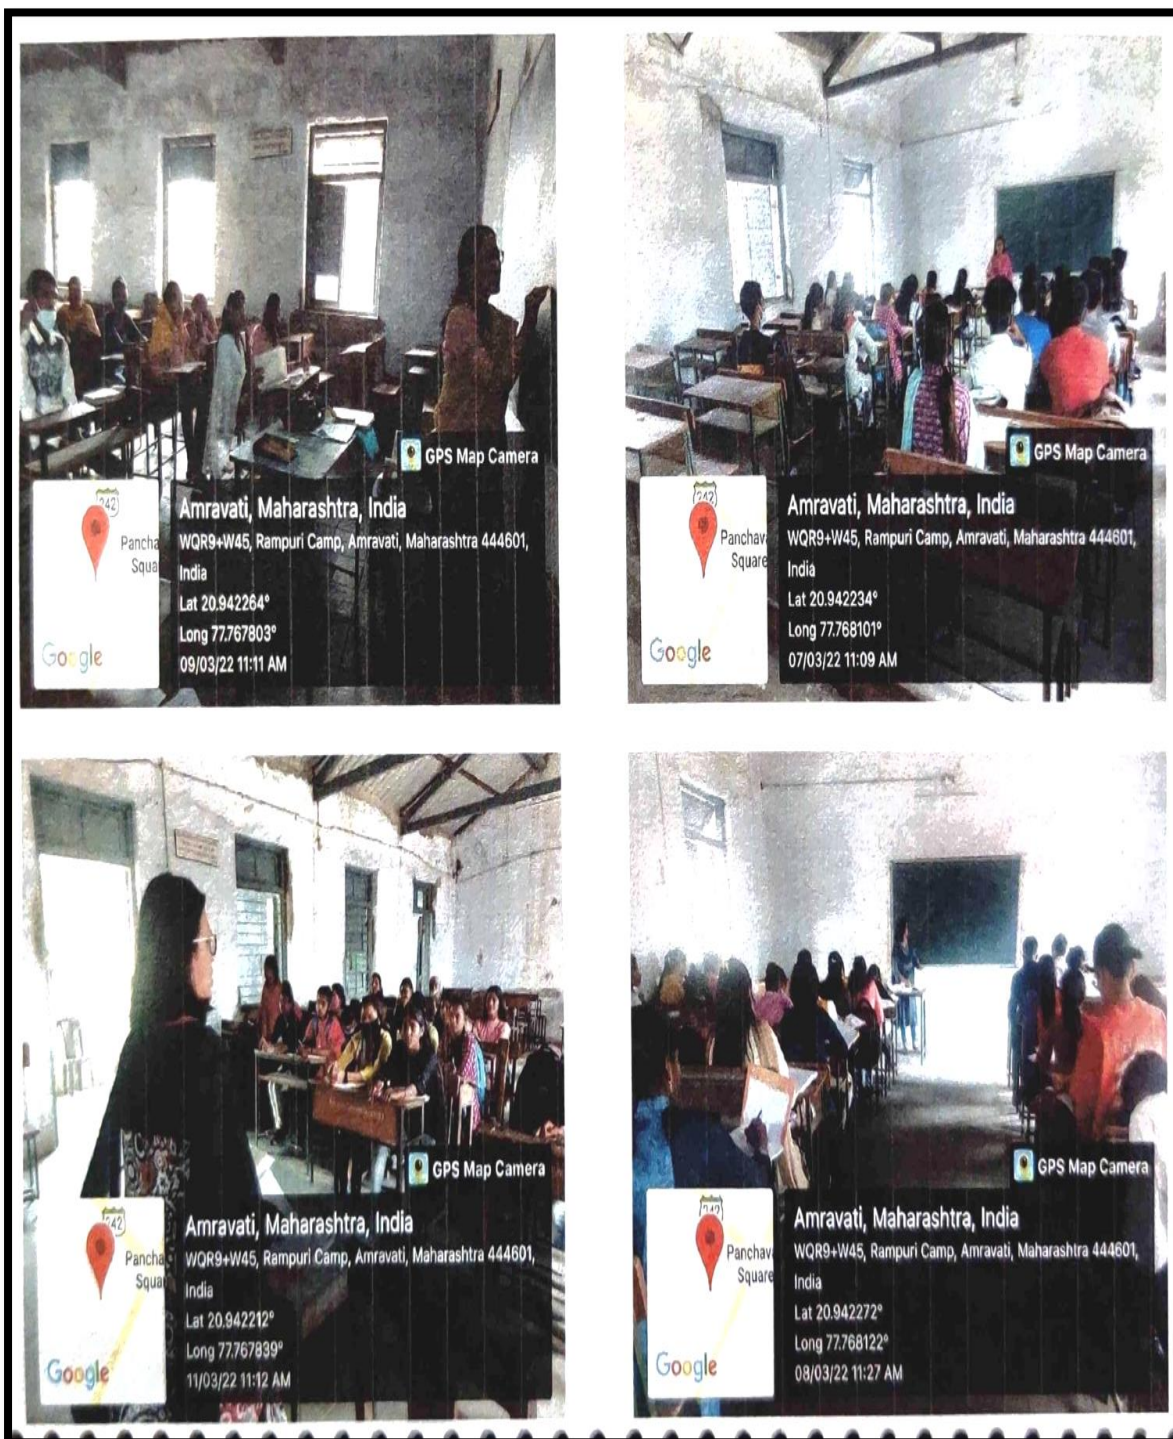 GPS Map Camera
242
Pancha
Squa
Google
Amravati, Maharashtra, India
WQR9+W45, Rampuri Camp, Amravati, Maharashtra 444601,
India
Lat 20.942264°
Long 77.767803°
09/03/22 11:11 AM
GPS Map Camera
242
Panchava
Square
Google
Amravati, Maharashtra, India
WQR9+W45, Rampuri Camp, Amravati, Maharashtra 444601,
India
Lat 20.942234°
Long 77.768101°
07/03/22 11:09 AM
GPS Map Camera
242
Pancha
Squa
Google
Amravati, Maharashtra, India
WQR9+W45, Rampuri Camp, Amravati, Maharashtra 444601,
India
Lat 20.942212°
Long 77.767839°
11/03/22 11:12 AM
GPS Map Camera
242
Panchava
Square
Google
Amravati, Maharashtra, India
WQR9+W45, Rampuri Camp, Amravati, Maharashtra 444601,
India
Lat 20.942272°
Long 77.768122°
08/03/22 11:27 AM